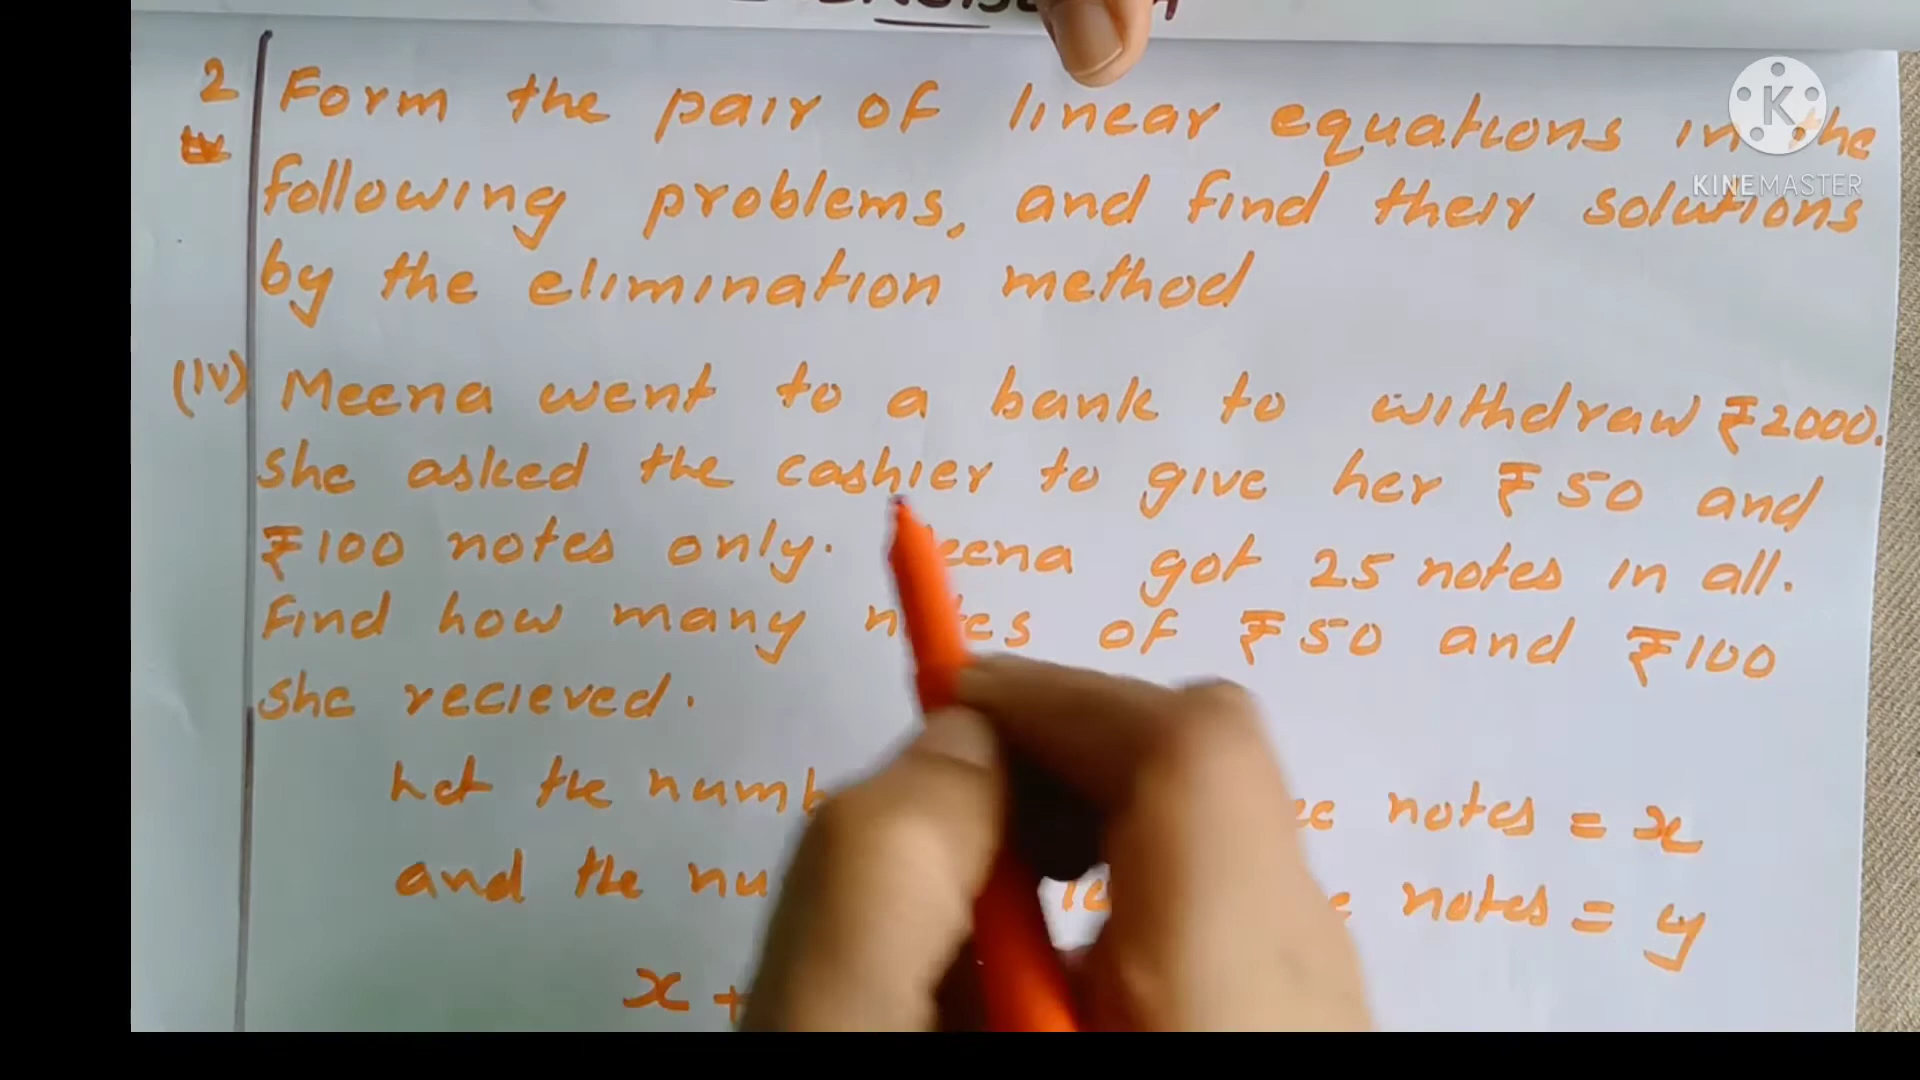 2 Form the pair of linear equations in the
following problems, and find their solutions
by the elimination method
(iv) Meena went to a bank to withdraw ₹2000.
She asked the cashier to give her ₹50 and
₹100 notes only. got 25 notes in all.
Find how many of ₹50 and ₹100
she recieved.
Let the notes = x
and the notes = y
x +
KINEMASTER